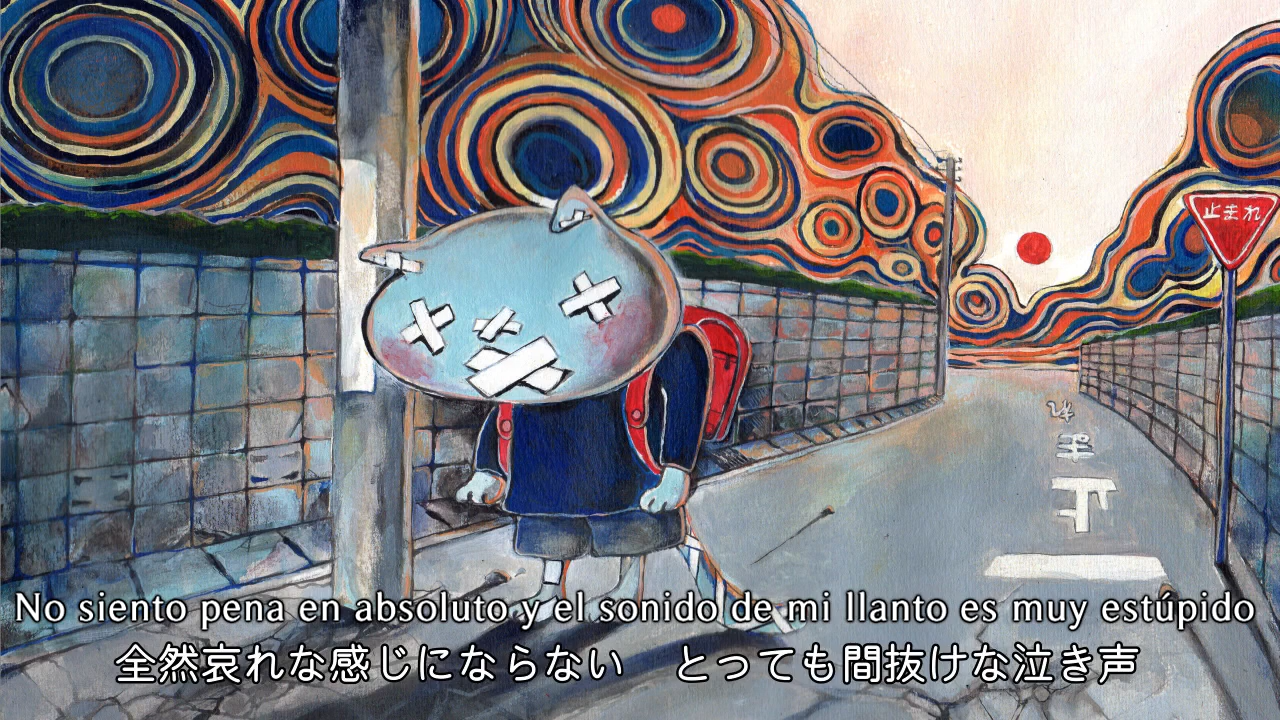 止まれ
No siento pena en absoluto y el sonido de mi llanto es muy estúpido
全然哀れな感じにならない とっても間抜けな泣き声